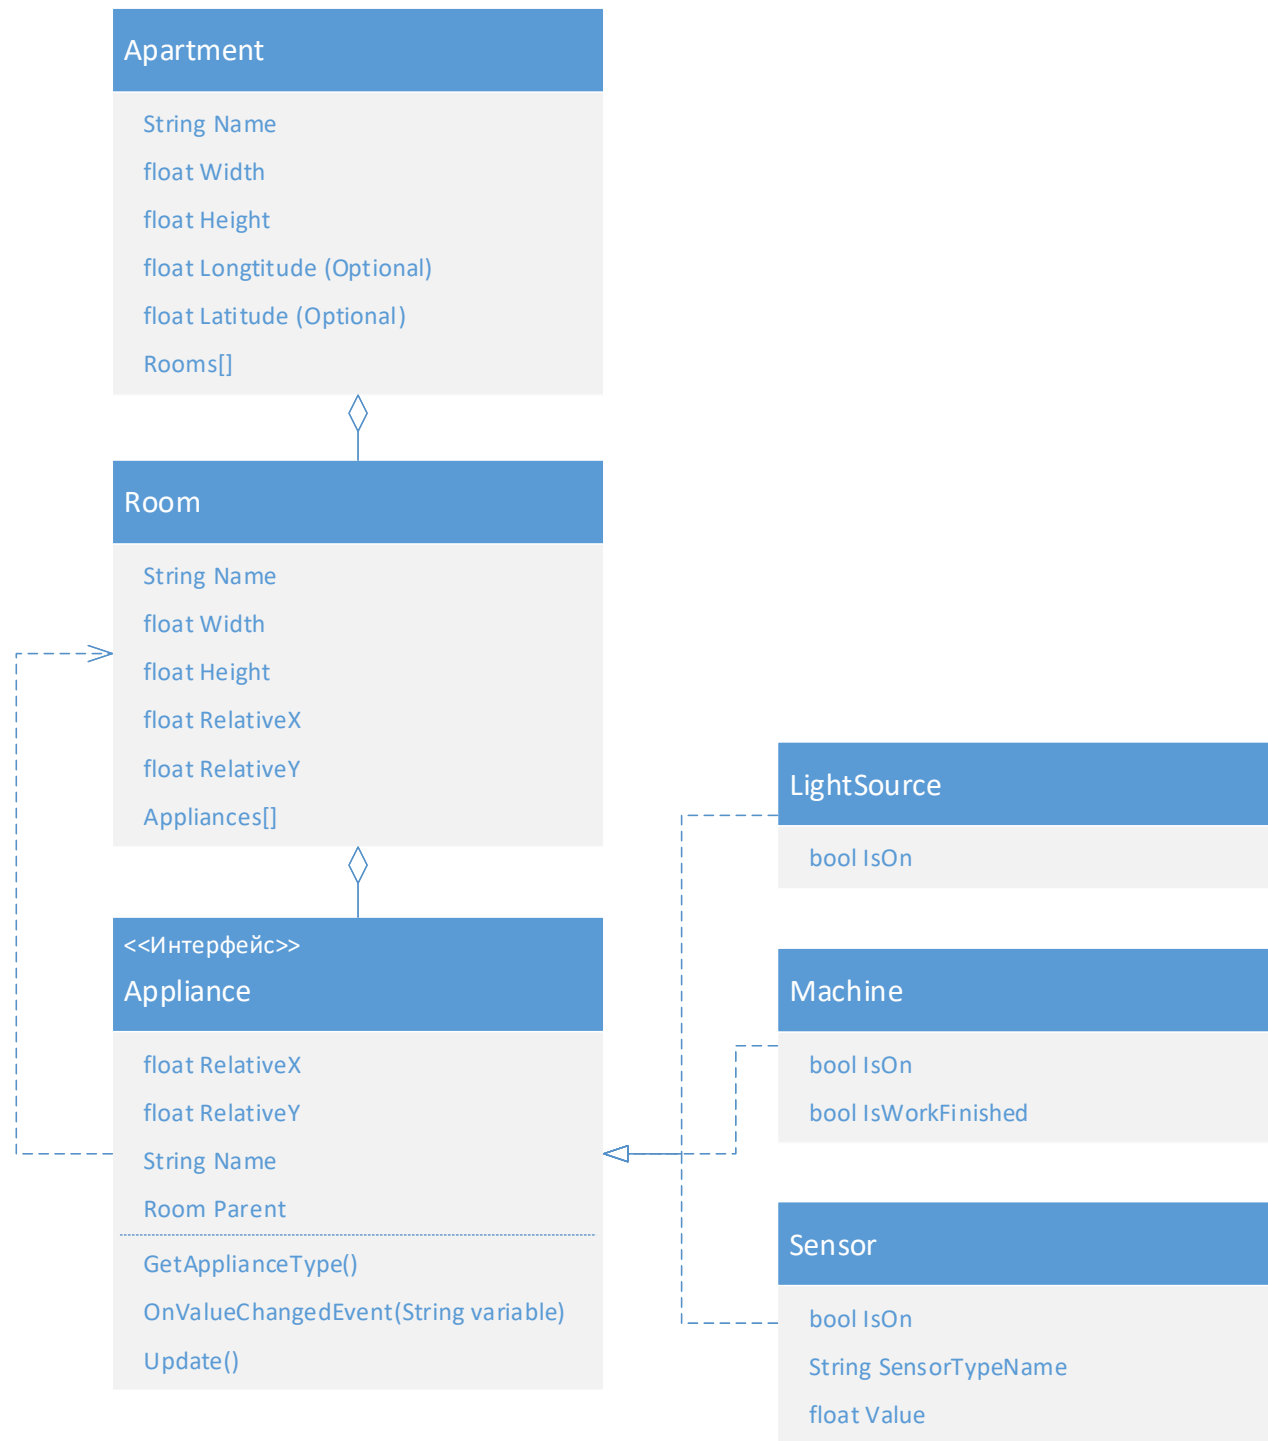 Apartment
String Name
float Width
float Height
float Longtitude (Optional)
float Latitude (Optional)
Rooms[]
Room
String Name
float Width
float Height
float RelativeX
float RelativeY
Appliances[]
<<Интерфейс>>
Appliance
float RelativeX
float RelativeY
String Name
Room Parent
GetApplianceType()
OnValueChangedEvent(String variable)
Update()
LightSource
bool IsOn
Machine
bool IsOn
bool IsWorkFinished
Sensor
bool IsOn
String SensorTypeName
float Value